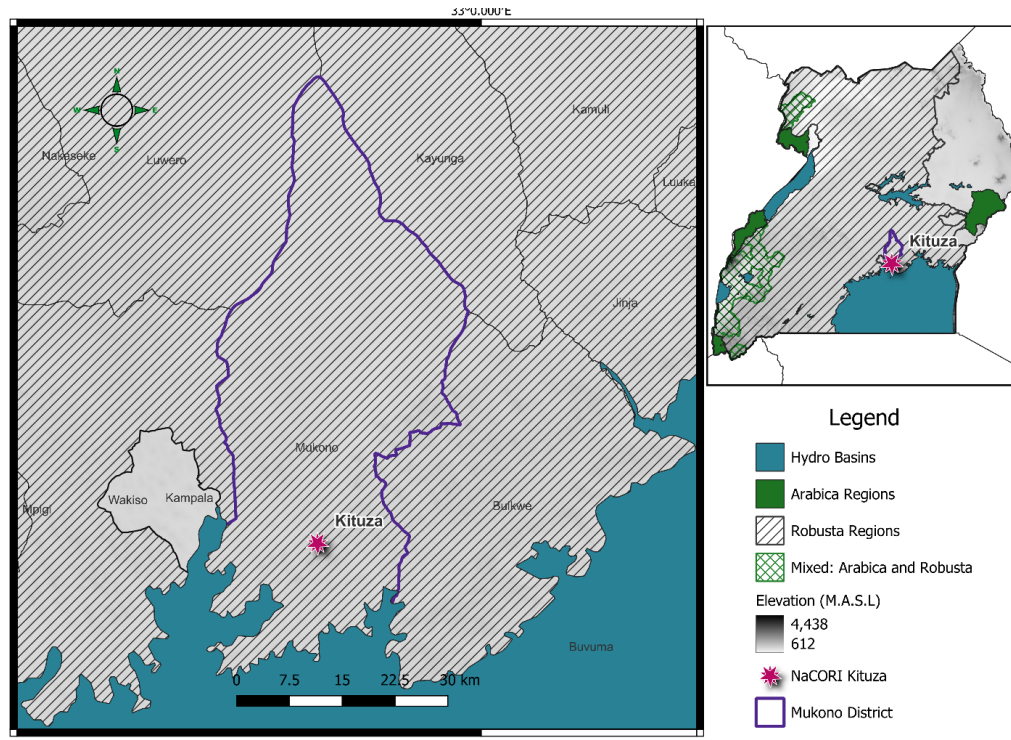 33°0.000'E
N
W
E
S
Nakaseke
Luwero
Kayunga
Kamuli
Luuka
Jinja
Mukono
Wakiso
Kampala
Mpigi
Kituza
Buikwe
Buvuma
0 7.5 15 22.5 30 km
Kituza
Legend
Hydro Basins
Arabica Regions
Robusta Regions
Mixed: Arabica and Robusta
Elevation (M.A.S.L)
4,438
612
NaCORI Kituza
Mukono District